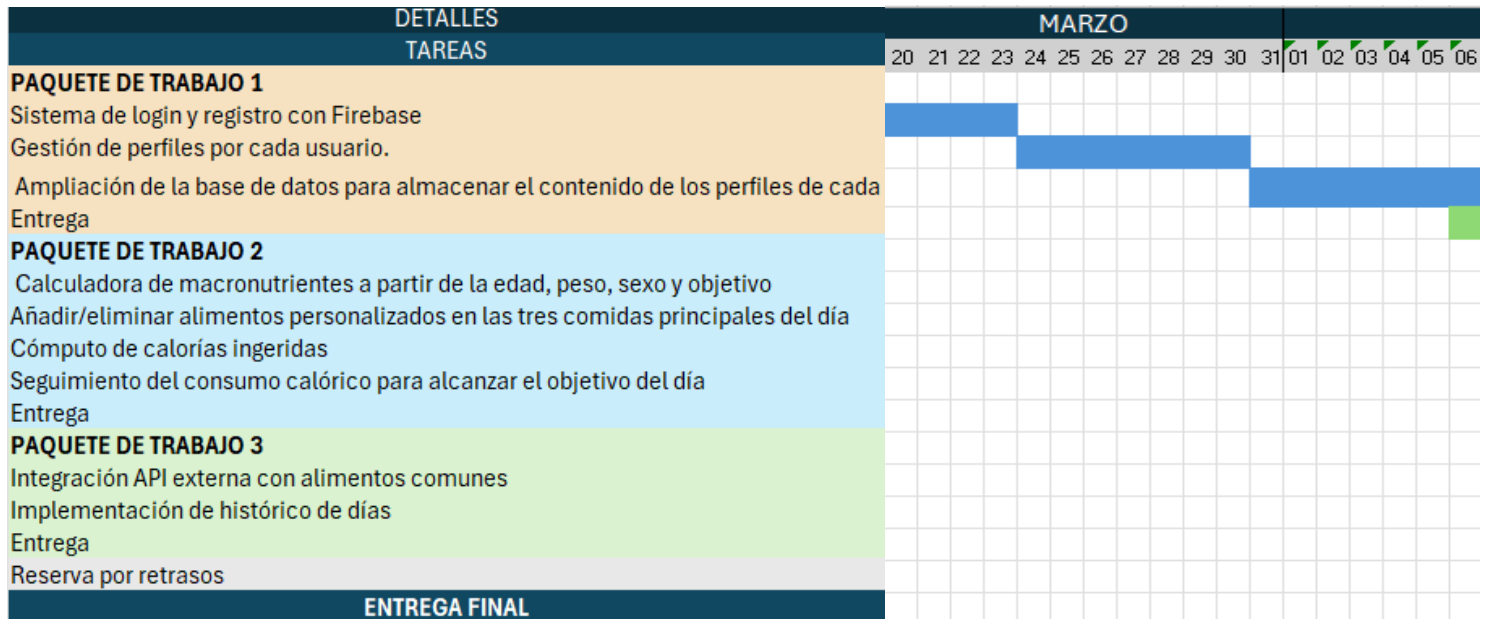 DETALLES
MARZO
TAREAS
20 21 22 23 24 25 26 27 28 29 30 31 01 02 03 04 05 06
PAQUETE DE TRABAJO 1
Sistema de login y registro con Firebase
Gestión de perfiles por cada usuario.
Ampliación de la base de datos para almacenar el contenido de los perfiles de cada
Entrega
PAQUETE DE TRABAJO 2
Calculadora de macronutrientes a partir de la edad, peso, sexo y objetivo
Añadir/eliminar alimentos personalizados en las tres comidas principales del día
Cómputo de calorías ingeridas
Seguimiento del consumo calórico para alcanzar el objetivo del día
Entrega
PAQUETE DE TRABAJO 3
Integración API externa con alimentos comunes
Implementación de histórico de días
Entrega
Reserva por retrasos
ENTREGA FINAL